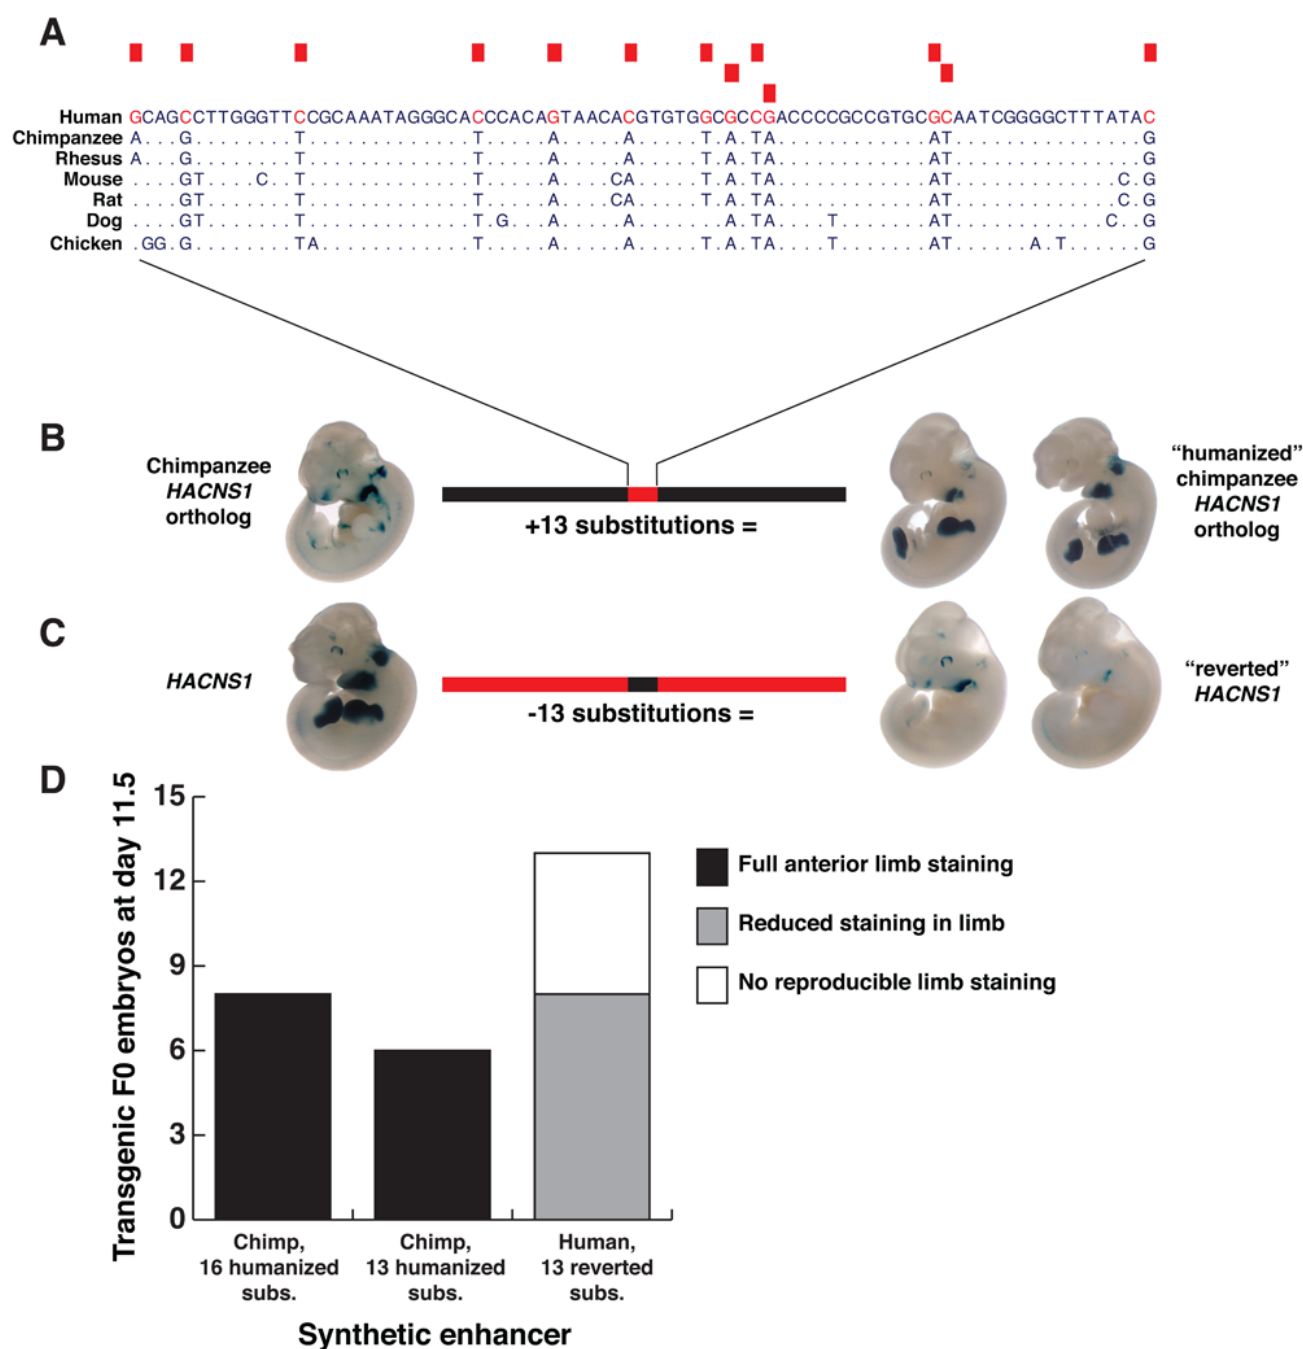 A
Human GCAGCCTTGGGTTCCGCAAATAGGGCACCCACAGTAACACGTGTGGCGCCGACCCCGCCGTGCGCAATCGGGGCTTTATAC
Chimpanzee A...G........T.............T.....A.....A.....T.A.TA............AT...............G
Rhesus A...G........T.............T.....A.....A.....T.A.TA............AT...............G
Mouse ....GT....C..T.............T.....A....CA.....T.A.TA............AT.............C.G
Rat ....GT.......T.............T.....A....CA.....T.A.TA............AT.............C.G
Dog ....GT.......T.............T.G...A.....A.......A.TA....T.......AT............C..G
Chicken .GG.G........TA............T.....A.....A.....T.A.TA....T.......AT......A.T......G
B
Chimpanzee
HACNS1
ortholog
+13 substitutions =
“humanized”
chimpanzee
HACNS1
ortholog
C
HACNS1
-13 substitutions =
“reverted”
HACNS1
D
Transgenic F0 embryos at day 11.5
15
12
9
6
3
0
Full anterior limb staining
Reduced staining in limb
No reproducible limb staining
Chimp,
16 humanized
subs.
Chimp,
13 humanized
subs.
Human,
13 reverted
subs.
Synthetic enhancer